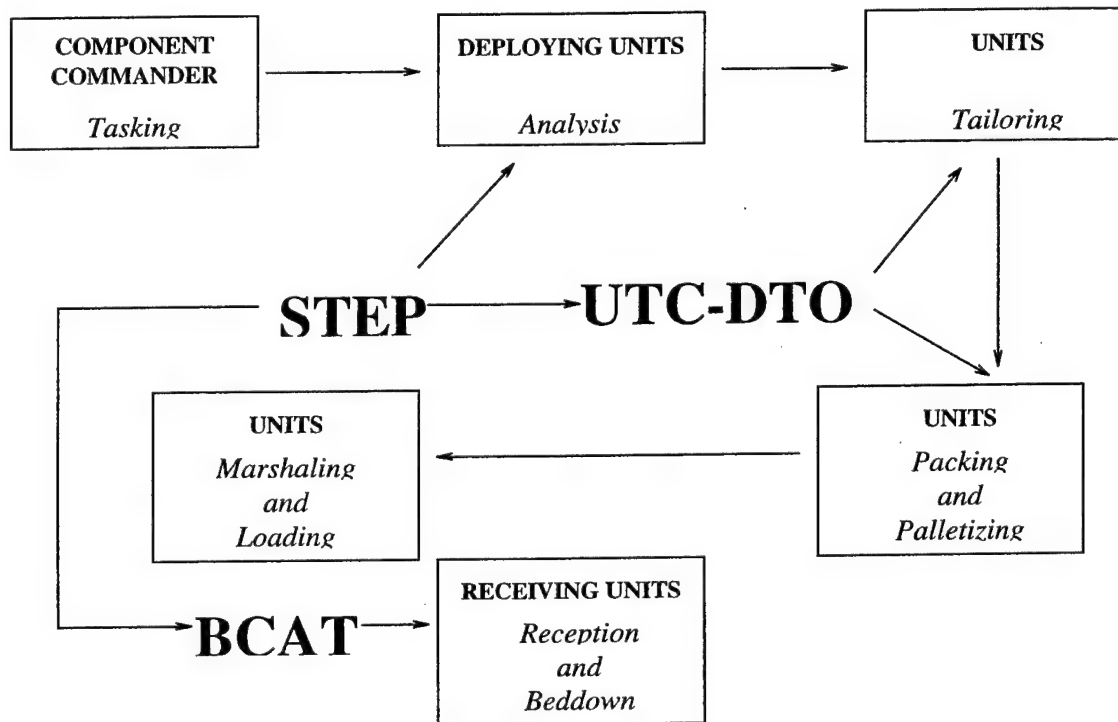 COMPONENT
COMMANDER
Tasking
DEPLOYING UNITS
Analysis
UNITS
Tailoring
STEP
UTC-DTO
UNITS
Marshaling
and
Loading
UNITS
Packing
and
Palletizing
BCAT
RECEIVING UNITS
Reception
and
Beddown